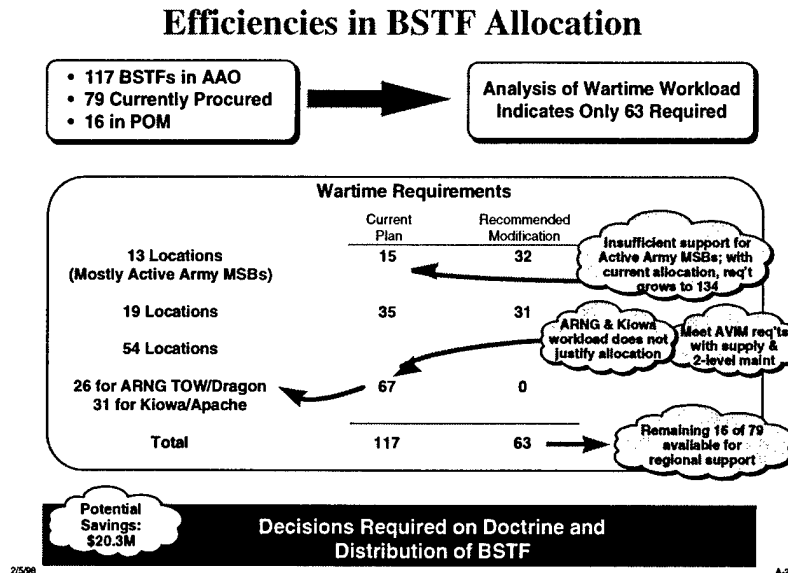 Efficiencies in BSTF Allocation
• 117 BSTFs in AAO
• 79 Currently Procured
• 16 in POM
Analysis of Wartime Workload
Indicates Only 63 Required
Wartime Requirements
Current
Plan
Recommended
Modification
13 Locations
(Mostly Active Army MSBs)
15
32
Insufficient support for
Active Army MSBs; with
current allocation, req't
grows to 134
19 Locations
35
31
54 Locations
ARNG & Kiowa
workload does not
justify allocation
Meet AVIM req'ts
with supply &
2-level maint
26 for ARNG TOW/Dragon
31 for Kiowa/Apache
67
0
Total
117
63
Remaining 16 of 79
available for
regional support
Potential
Savings:
$20.3M
Decisions Required on Doctrine and
Distribution of BSTF
2/5/98